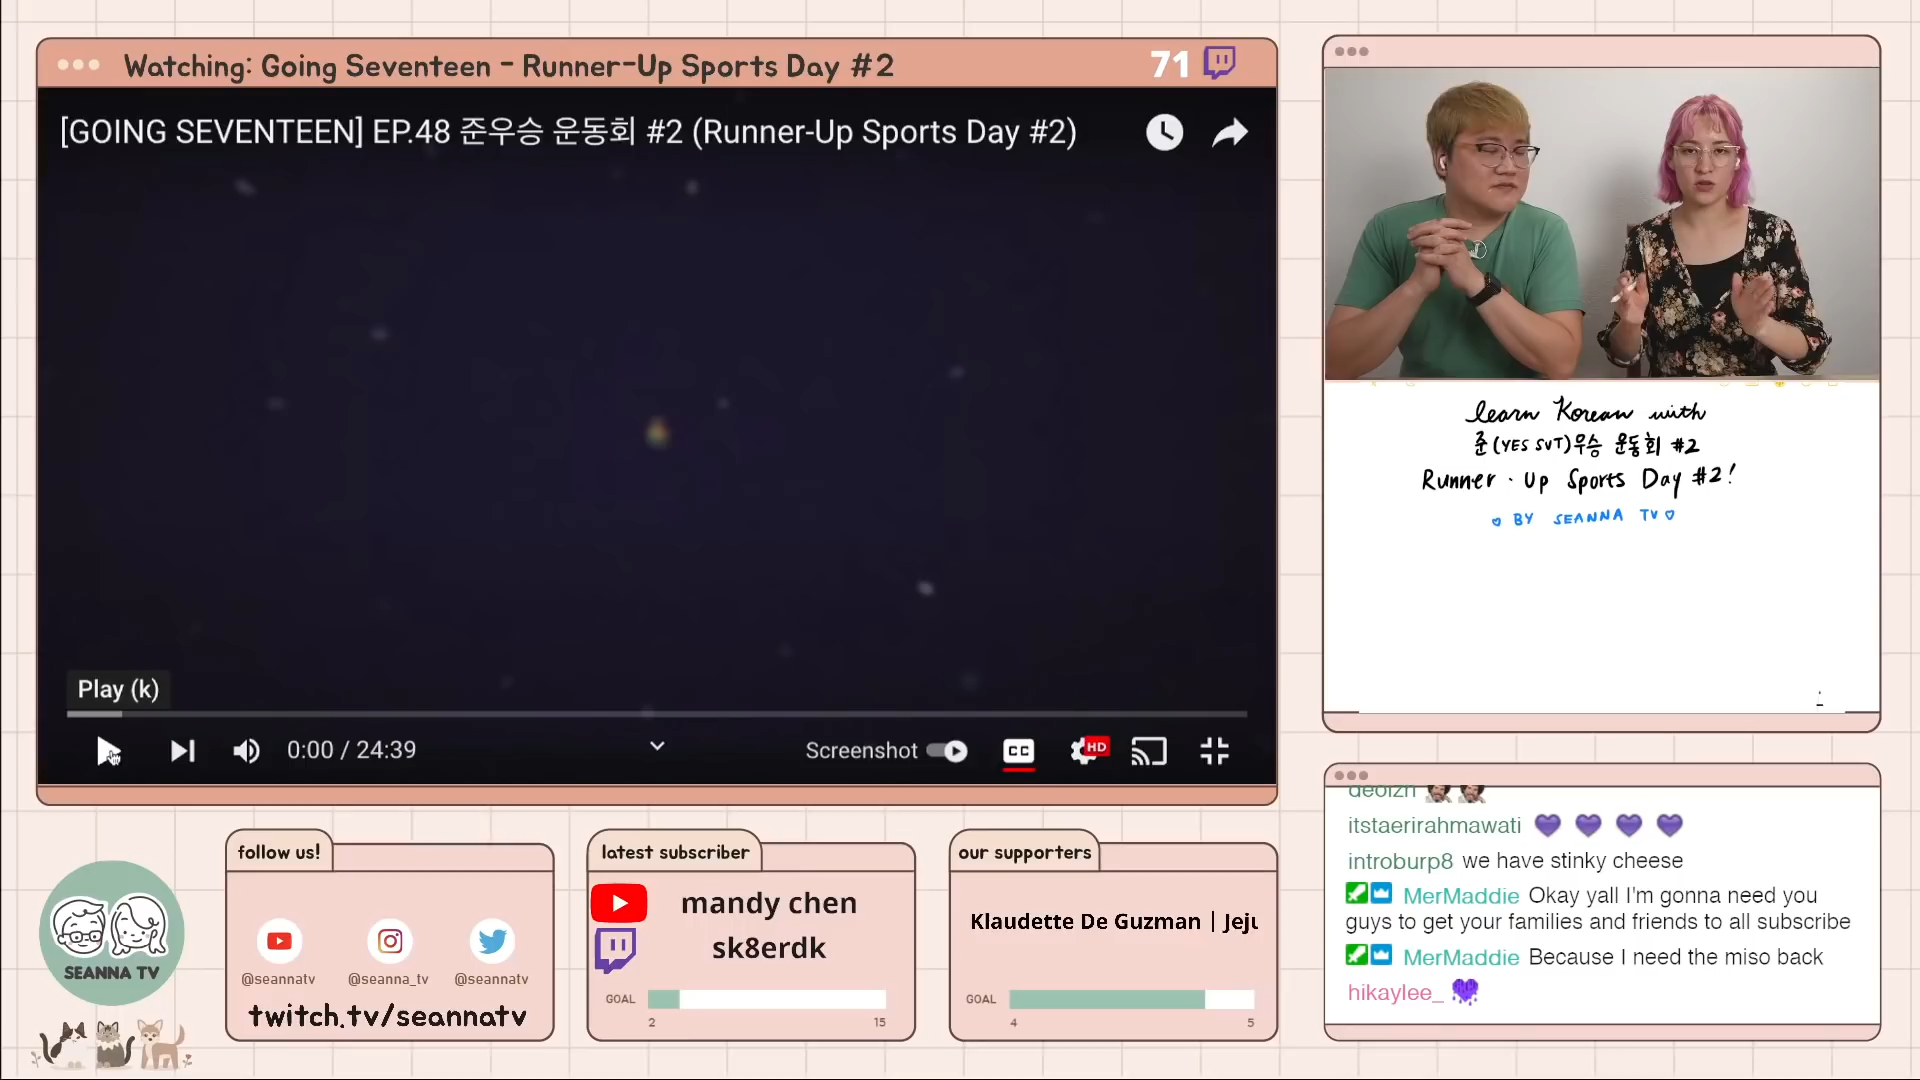 Watching: Going Seventeen - Runner-Up Sports Day #2
71
[GOING SEVENTEEN] EP.48 준우승 운동회 #2 (Runner-Up Sports Day #2)
Play (k)
0:00 / 24:39
Screenshot
CC
HD
learn Korean with
준(YES SVT)우승 운동회 #2
Runner-Up Sports Day #2!
BY SEANNA TV
deoizh
itstaerirahmawati
introburp8 we have stinky cheese
MerMaddie Okay yall I'm gonna need you
guys to get your families and friends to all subscribe
MerMaddie Because I need the miso back
hikaylee_
SEANNA TV
follow us!
@seannatv
@seanna_tv
@seannatv
twitch.tv/seannatv
latest subscriber
mandy chen
sk8erdk
GOAL
2
15
our supporters
Klaudette De Guzman | Jeju
GOAL
4
5